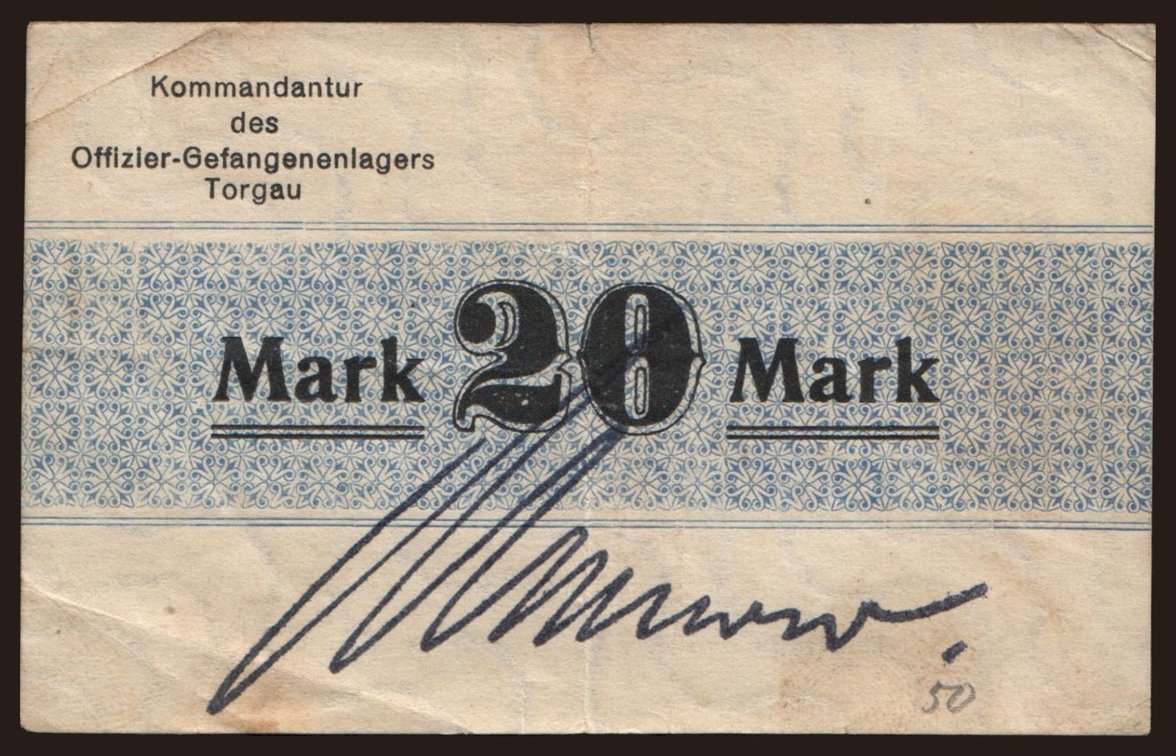 Kommandantur
des
Offizier-Gefangenenlagers
Torgau
Mark 20 Mark
50